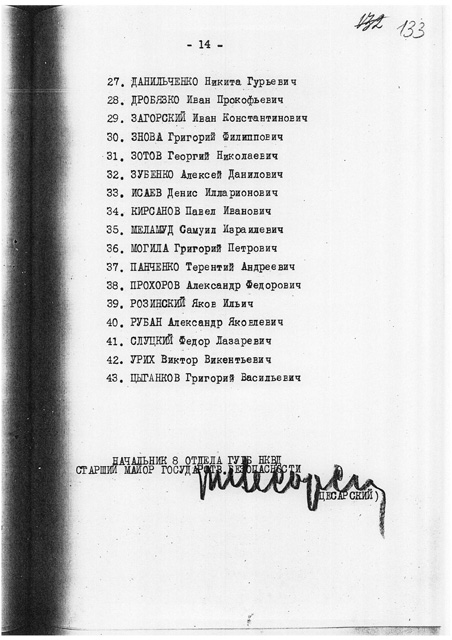 132 133
- 14 -
27. ДАНИЛЬЧЕНКО Никита Гурьевич
28. ДРОБЯЗКО Иван Прокофьевич
29. ЗАГОРСКИЙ Иван Константинович
30. ЗНОВА Григорий Филиппович
31. ЗОТОВ Георгий Николаевич
32. ЗУБЕНКО Алексей Данилович
33. ИСАЕВ Денис Илларионович
34. КИРСАНОВ Павел Иванович
35. МЕЛАМУД Самуил Израилевич
36. МОГИЛА Григорий Петрович
37. ПАНЧЕНКО Терентий Андреевич
38. ПРОХОРОВ Александр Федорович
39. РОЗИНСКИЙ Яков Ильич
40. РУБАН Александр Яковлевич
41. СЛУЦКИЙ Федор Лазаревич
42. УРИХ Виктор Викентьевич
43. ЦЫГАНКОВ Григорий Васильевич
НАЧАЛЬНИК 8 ОТДЕЛА ГУГБ НКВД
СТАРШИЙ МАЙОР ГОСУДАРСТВ.БЕЗОПАСНОСТИ
(ЦЕСАРСКИЙ)